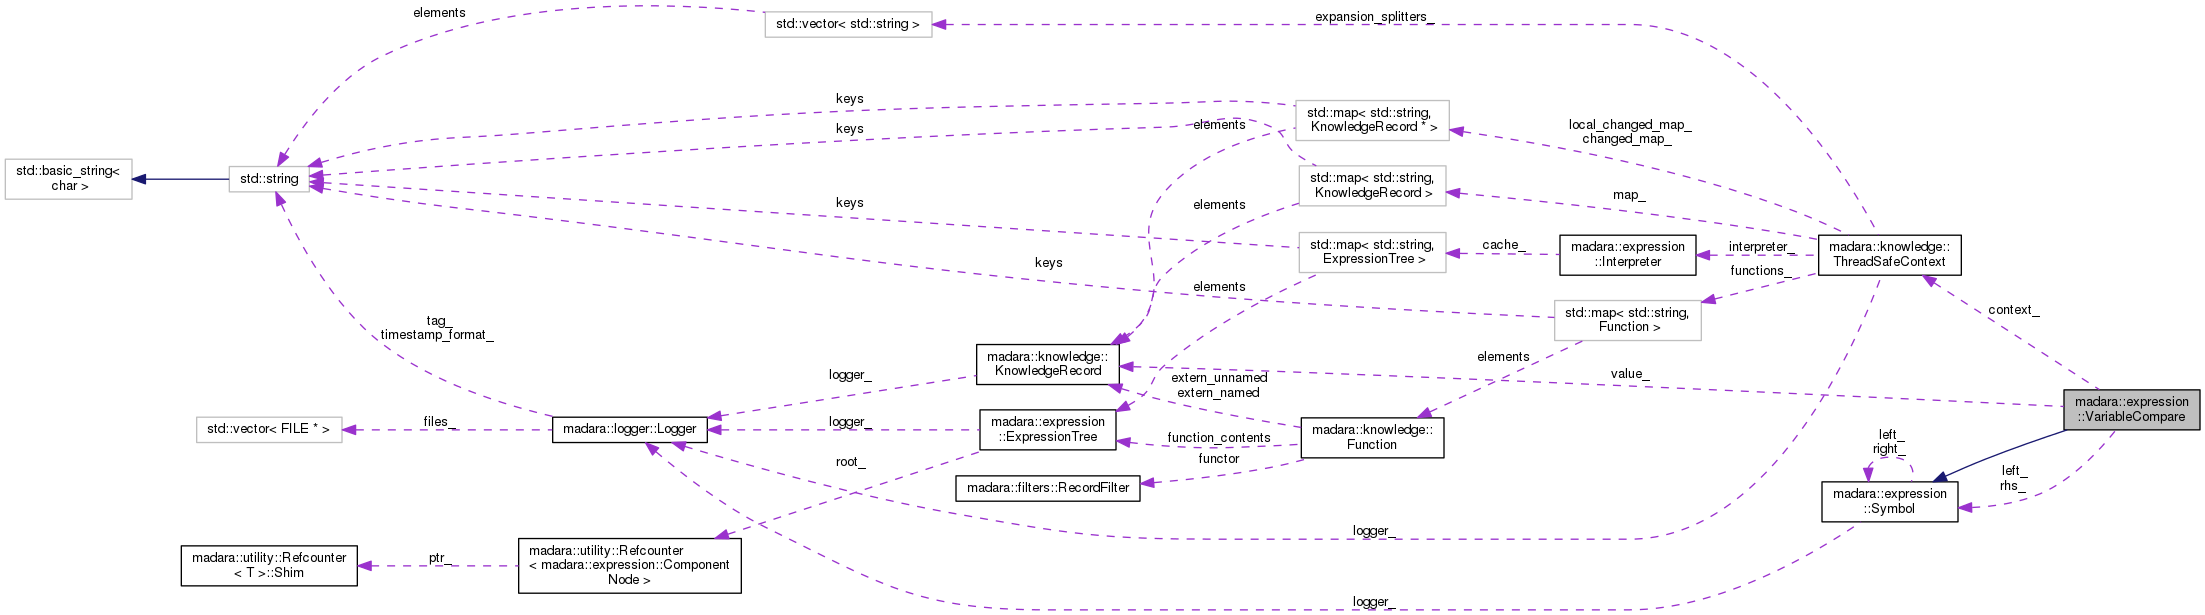 elements
std::vector< std::string >
expansion_splitters_
keys
std::map< std::string,
KnowledgeRecord * >
local_changed_map_
changed_map_
keys
elements
std::basic_string<
char >
std::string
std::map< std::string,
KnowledgeRecord >
map_
keys
elements
std::map< std::string,
ExpressionTree >
cache_
madara::expression
::Interpreter
interpreter_
madara::knowledge::
ThreadSafeContext
keys
elements
functions_
std::map< std::string,
Function >
context_
tag_
timestamp_format_
madara::knowledge::
KnowledgeRecord
elements
logger_
extern_unnamed
extern_named
value_
madara::expression
::VariableCompare
std::vector< FILE * >
files_
madara::logger::Logger
logger_
madara::expression
::ExpressionTree
function_contents
madara::knowledge::
Function
functor
left_
right_
root_
madara::filters::RecordFilter
left_
rhs_
madara::expression
::Symbol
logger_
madara::utility::Refcounter
< T >::Shim
ptr_
madara::utility::Refcounter
< madara::expression::Component
Node >
logger_